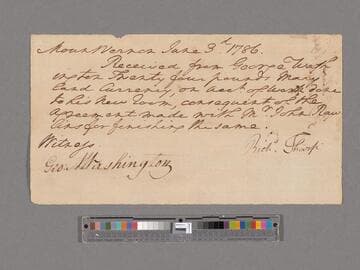 Mount Vernon June 3d 1786.
Received from George Wash
ington Twenty four pounds Mary
land Currency, on acct of work done
to his New Room, consequent of the
agreement made with Mr John Raw
lins for finishing the same.
Witness
Richd Tharp
Geo. A. Washington